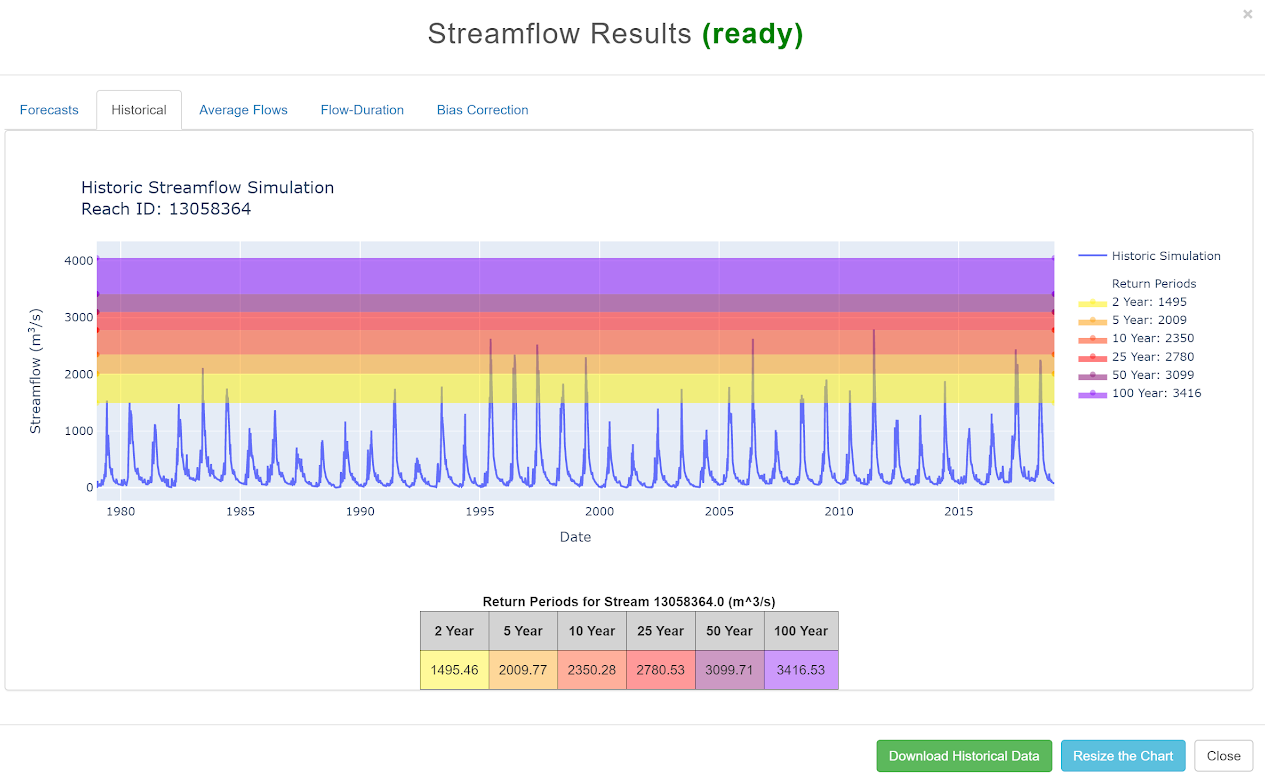 ×
Streamflow Results (ready)
Forecasts Historical Average Flows Flow-Duration Bias Correction
Historic Streamflow Simulation
Reach ID: 13058364
Streamflow (m³/s)
4000
3000
2000
1000
0
1980 1985 1990 1995 2000 2005 2010 2015
Date
Historic Simulation
Return Periods
2 Year: 1495
5 Year: 2009
10 Year: 2350
25 Year: 2780
50 Year: 3099
100 Year: 3416
Return Periods for Stream 13058364.0 (m^3/s)
2 Year 5 Year 10 Year 25 Year 50 Year 100 Year
1495.46 2009.77 2350.28 2780.53 3099.71 3416.53
Download Historical Data Resize the Chart Close